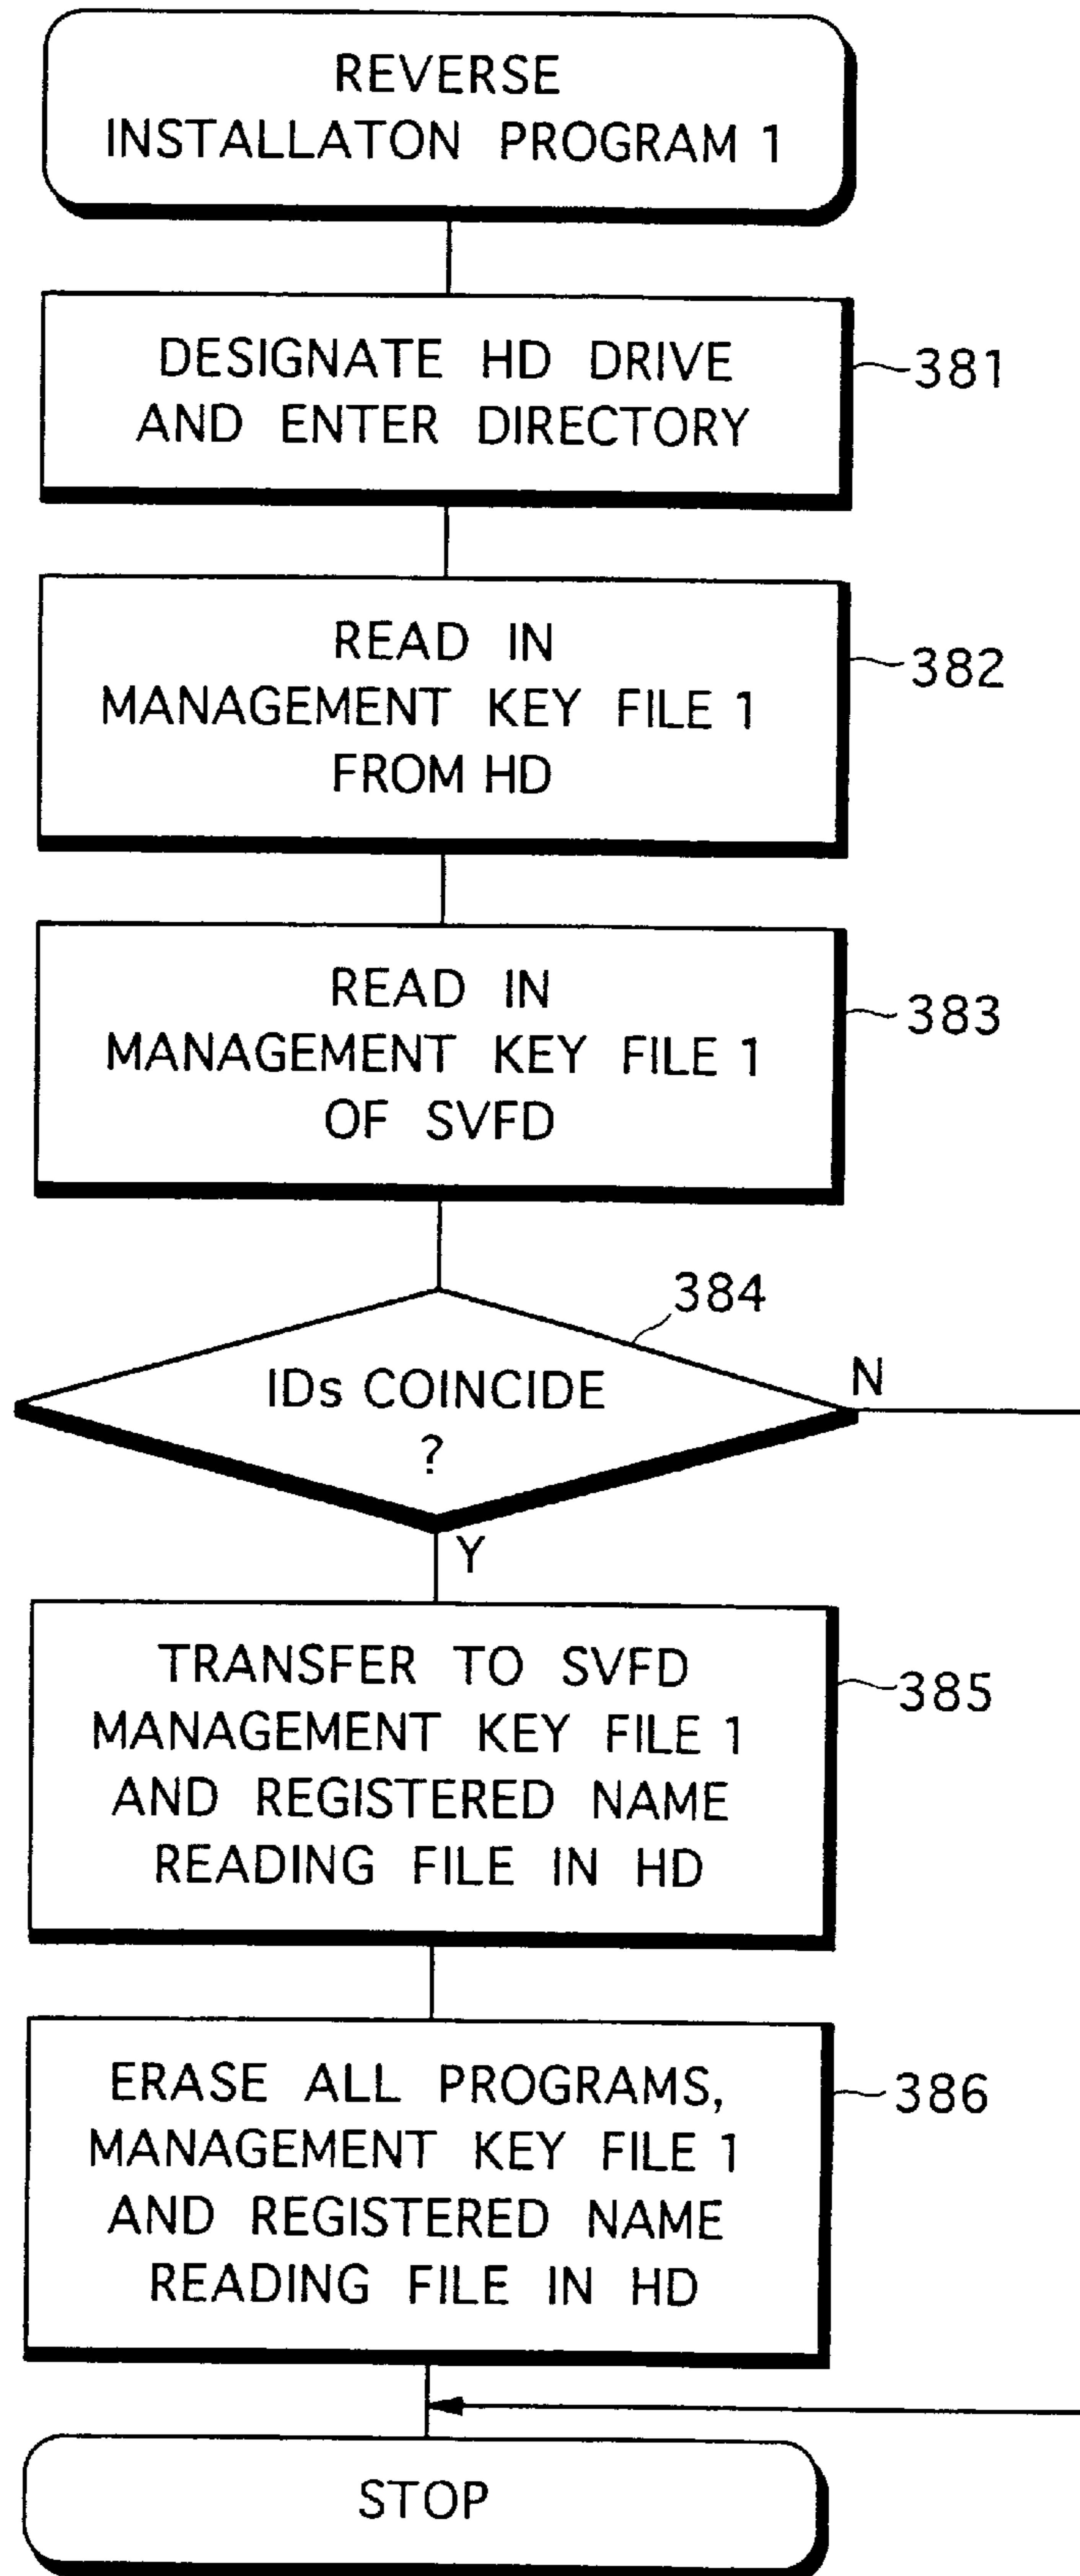 REVERSE
INSTALLATON PROGRAM 1
DESIGNATE HD DRIVE
AND ENTER DIRECTORY
381
READ IN
MANAGEMENT KEY FILE 1
FROM HD
382
READ IN
MANAGEMENT KEY FILE 1
OF SVFD
383
384
IDs COINCIDE
?
N
Y
TRANSFER TO SVFD
MANAGEMENT KEY FILE 1
AND REGISTERED NAME
READING FILE IN HD
385
ERASE ALL PROGRAMS,
MANAGEMENT KEY FILE 1
AND REGISTERED NAME
READING FILE IN HD
386
STOP